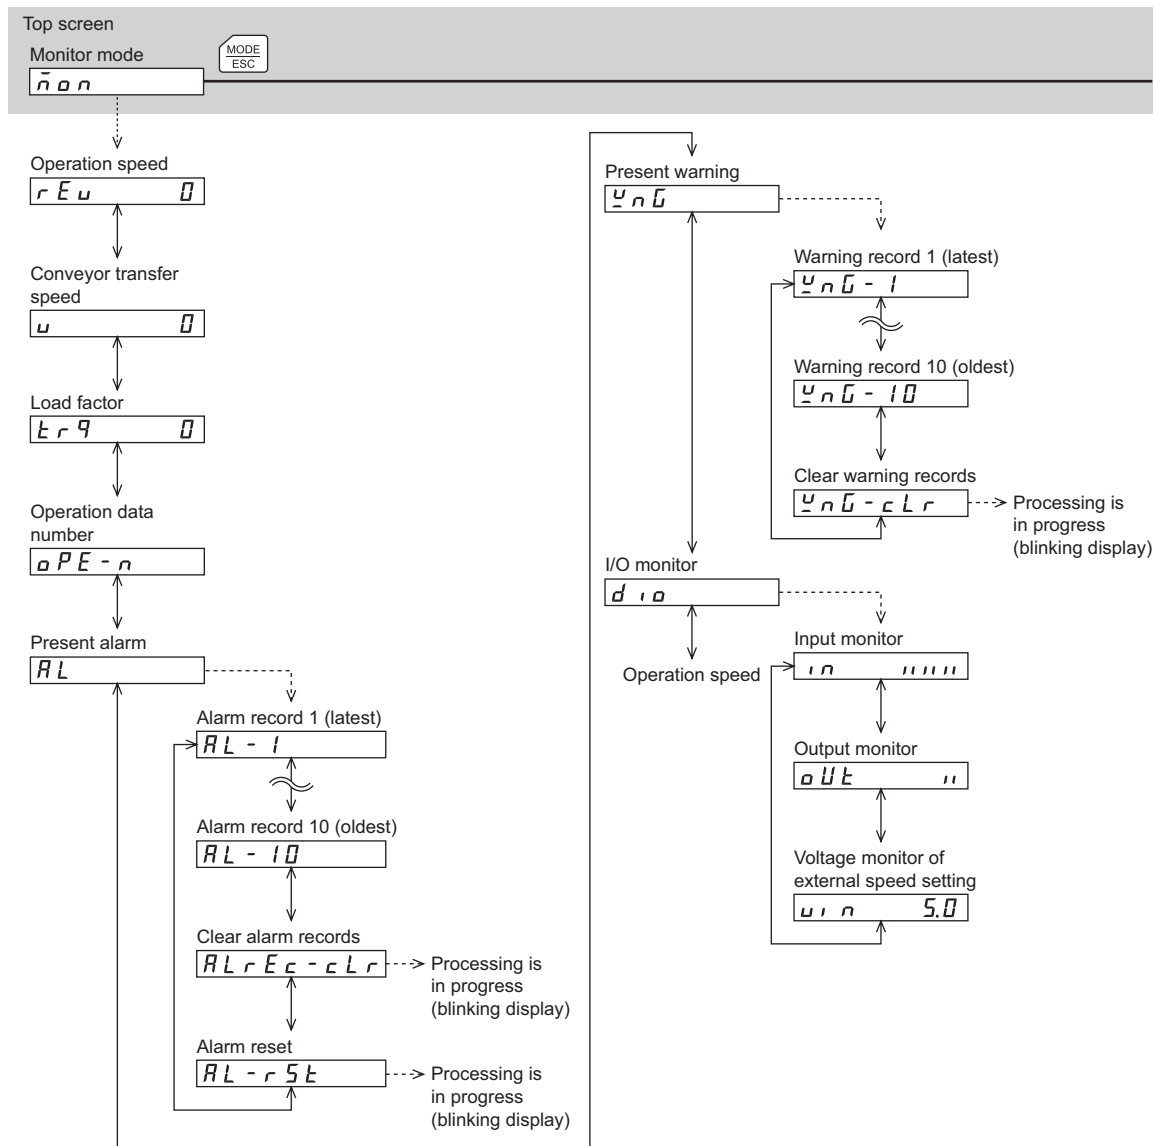 Top screen
Monitor mode
MODE
ESC
mon
Operation speed
rEv 0
Conveyor transfer
speed
v 0
Load factor
trq 0
Operation data
number
oPE-n
Present alarm
AL
Alarm record 1 (latest)
AL-1
Alarm record 10 (oldest)
AL-10
Clear alarm records
ALrEc-cLr
Processing is
in progress
(blinking display)
Alarm reset
AL-rSt
Processing is
in progress
(blinking display)
Present warning
WnG
Warning record 1 (latest)
WnG-1
Warning record 10 (oldest)
WnG-10
Clear warning records
WnG-cLr
Processing is
in progress
(blinking display)
I/O monitor
dio
Operation speed
Input monitor
in
Output monitor
oUt
Voltage monitor of
external speed setting
vin 5.0